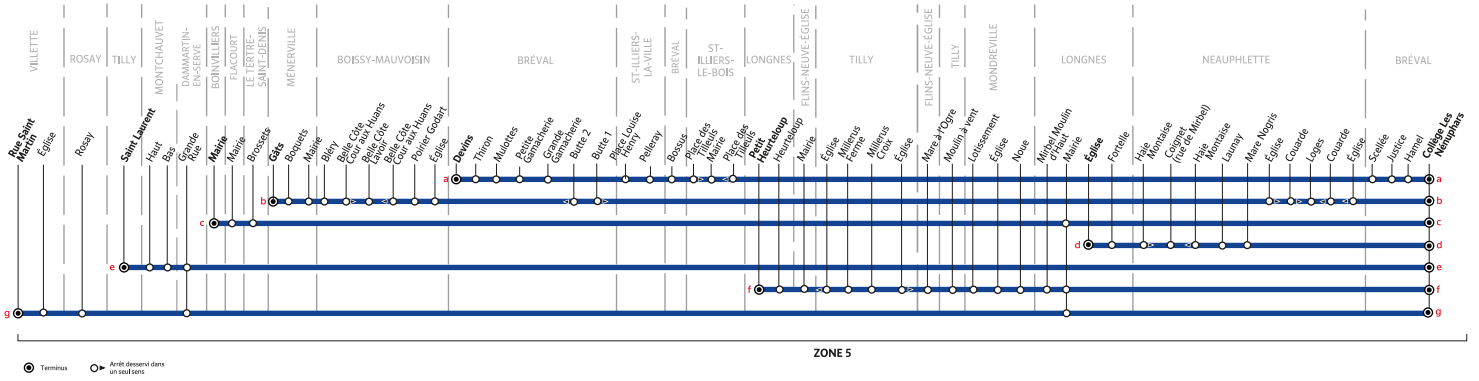 VILLETTE
ROSAY
TILLY
MONTCHAUVET
DAMMARTIN-
EN-SERVE
BOINVILLIERS
FLACOURT
LE TERTRE-
SAINT-DENIS
MÉNERVILLE
BOISSY-MAUVOISIN
BRÉVAL
ST-ILLIERS-
LA-VILLE
BRÉVAL
ST-
ILLIERS-
LE-BOIS
LONGNES
FLINS-NEUVE-ÉGLISE
TILLY
FLINS-NEUVE-ÉGLISE
TILLY
MONDREVILLE
LONGNES
NEAUPHLETTE
BRÉVAL
Rue Saint
Martin
Église
Rosay
Saint Laurent
Haut
Bas
Grande
Rue
Mairie
Mairie
Brossets
Gâts
Boquets
Mairie
Bléry
Belle Côte
Cour aux Huans
Belle Côte
Lavoir
Belle Côte
Cour aux Huans
Poirier Godart
Église
Devins
Thiron
Mulottes
Petite
Gamacherie
Grande
Gamacherie
Butte 2
Butte 1
Place Louise
Henry
Pelleray
Bossus
Place des
Tilleuls
Mairie
Place des
Tilleuls
Petit
Heurteloup
Heurteloup
Mairie
Église
Millerus
Ferme
Millerus
Croix
Église
Mare à l'Ogre
Moulin à vent
Lotissement
Église
Noue
Mirbel Moulin
d'Haut
Mairie
Église
Fortelle
Haie
Montaise
Coignet
(rue de Mirbel)
Haie
Montaise
Launay
Mare Nogris
Église
Couarde
Loges
Couarde
Église
Scellée
Justice
Hamel
Collège Les
Nénuphars
a a
b b
c c
d d
e e
f f
g g
ZONE 5
Terminus
Arrêt desservi dans
un seul sens